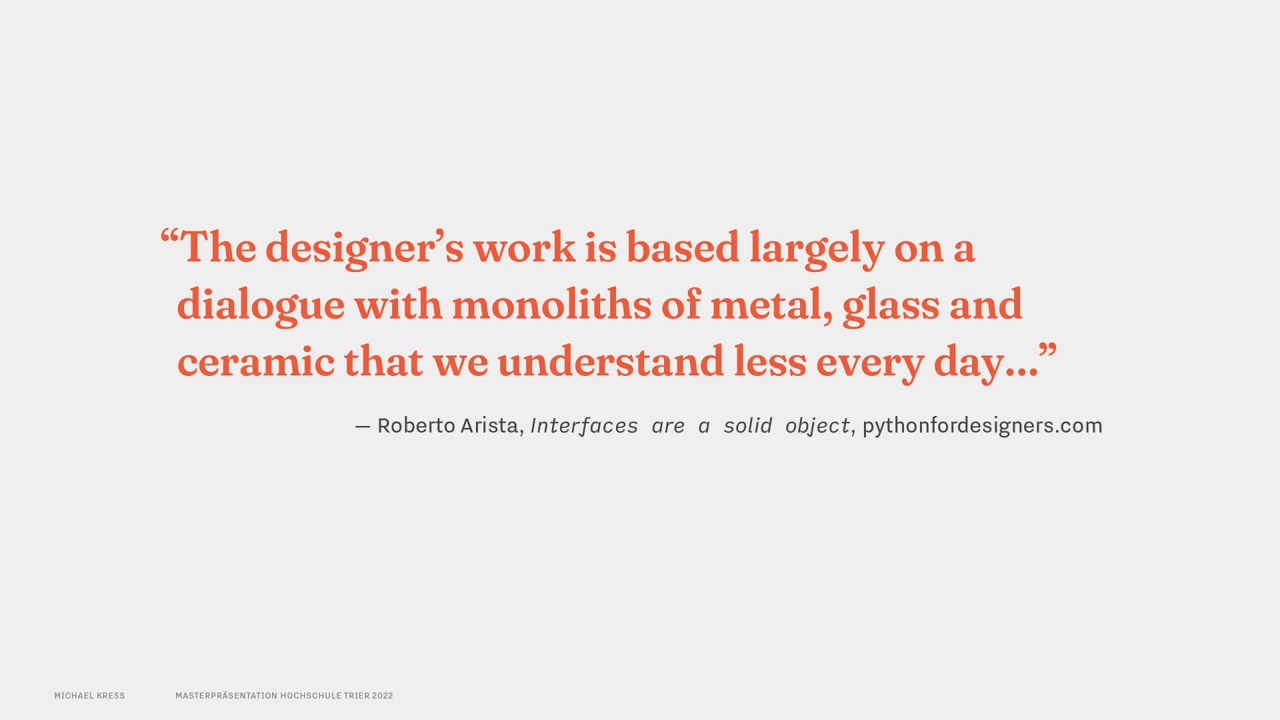 “The designer’s work is based largely on a
dialogue with monoliths of metal, glass and
ceramic that we understand less every day…”
— Roberto Arista, Interfaces are a solid object, pythonfordesigners.com
MICHAEL KRESS MASTERPRÄSENTATION HOCHSCHULE TRIER 2022